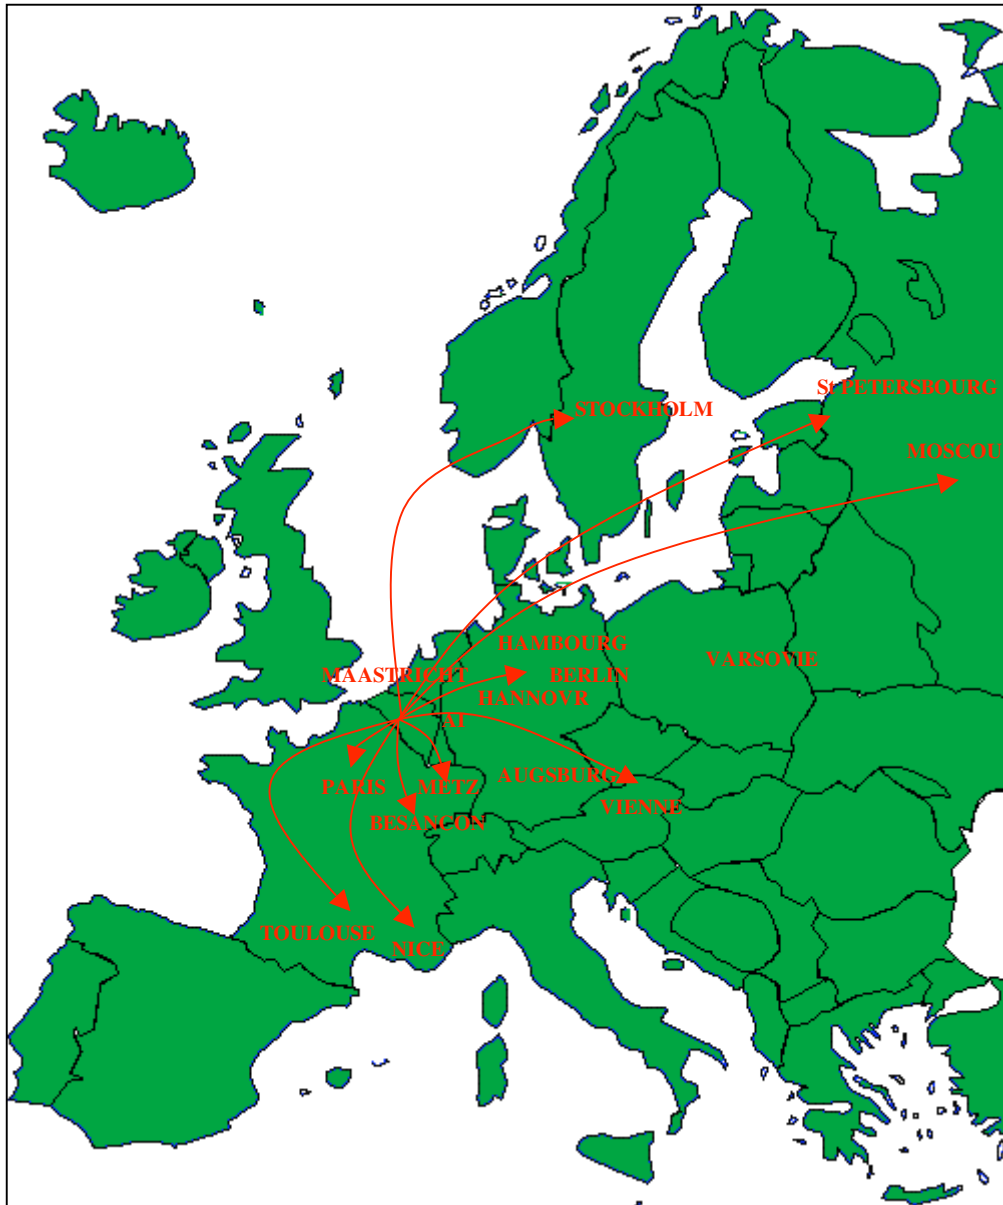 STOCKHOLM
St PETERSBOURG
MOSCOU
HAMBOURG
MAASTRICHT
BERLIN
VARSOVIE
HANNOVR
AUGSBURG
PARIS
METZ
VIENNE
BESANCON
TOULOUSE
NICE